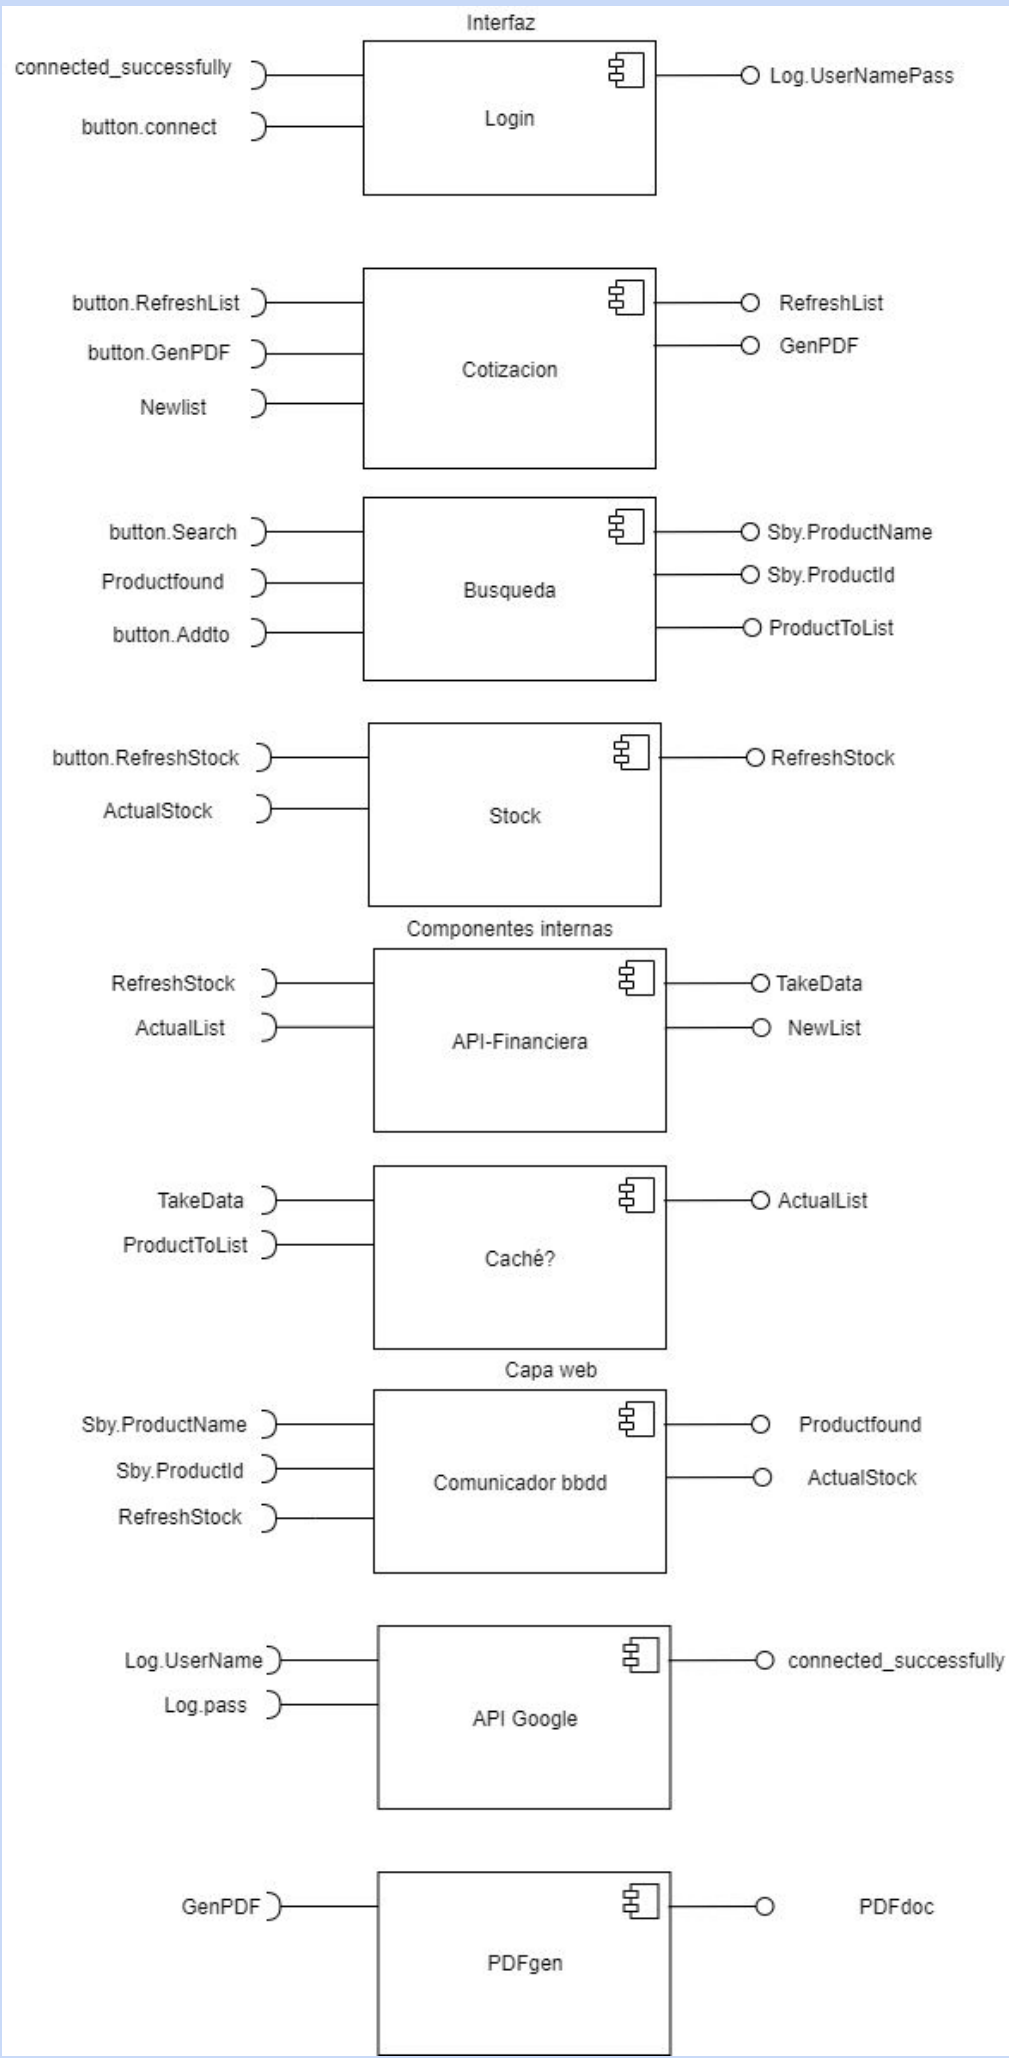 Interfaz
connected_successfully
Log.UserNamePass
Login
button.connect
button.RefreshList
RefreshList
button.GenPDF
GenPDF
Cotizacion
Newlist
button.Search
Sby.ProductName
Productfound
Sby.ProductId
Busqueda
button.Addto
ProductToList
button.RefreshStock
RefreshStock
ActualStock
Stock
Componentes internas
RefreshStock
TakeData
ActualList
NewList
API-Financiera
TakeData
ActualList
ProductToList
Caché?
Capa web
Sby.ProductName
Productfound
Sby.ProductId
ActualStock
Comunicador bbdd
RefreshStock
Log.UserName
connected_successfully
Log.pass
API Google
GenPDF
PDFdoc
PDFgen